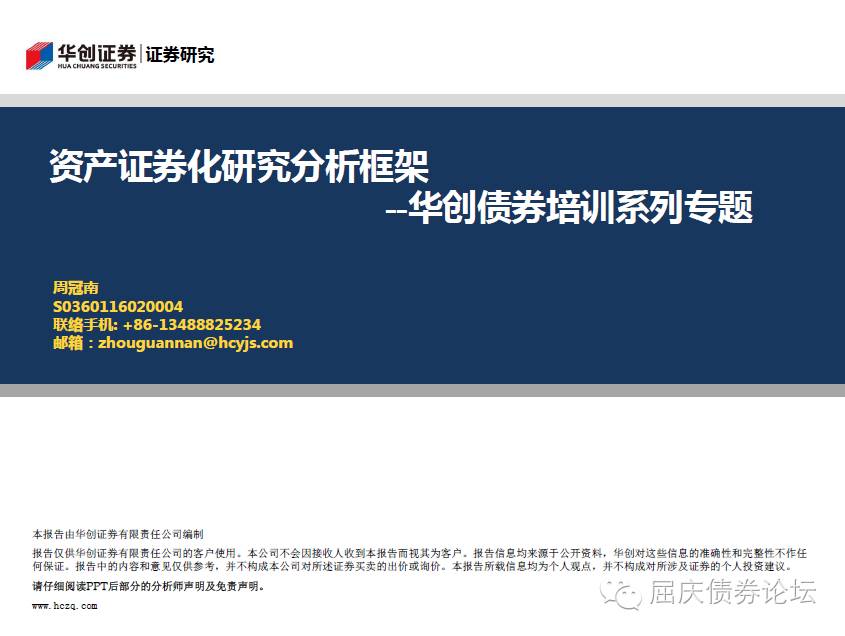 华创证券 证券研究
HUA CHUANG SECURITIES
资产证券化研究分析框架
--华创债券培训系列专题
周冠南
S0360116020004
联络手机: +86-13488825234
邮箱：zhouguannan@hcyjs.com
本报告由华创证券有限责任公司编制
报告仅供华创证券有限责任公司的客户使用。本公司不会因接收人收到本报告而视其为客户。报告信息均来源于公开资料，华创对这些信息的准确性和完整性不作任
何保证。报告中的内容和意见仅供参考，并不构成本公司对所述证券买卖的出价或询价。本报告所载信息均为个人观点，并不构成对所涉及证券的个人投资建议。
请仔细阅读PPT后部分的分析师声明及免责声明。
www.hczq.com
屈庆债券论坛